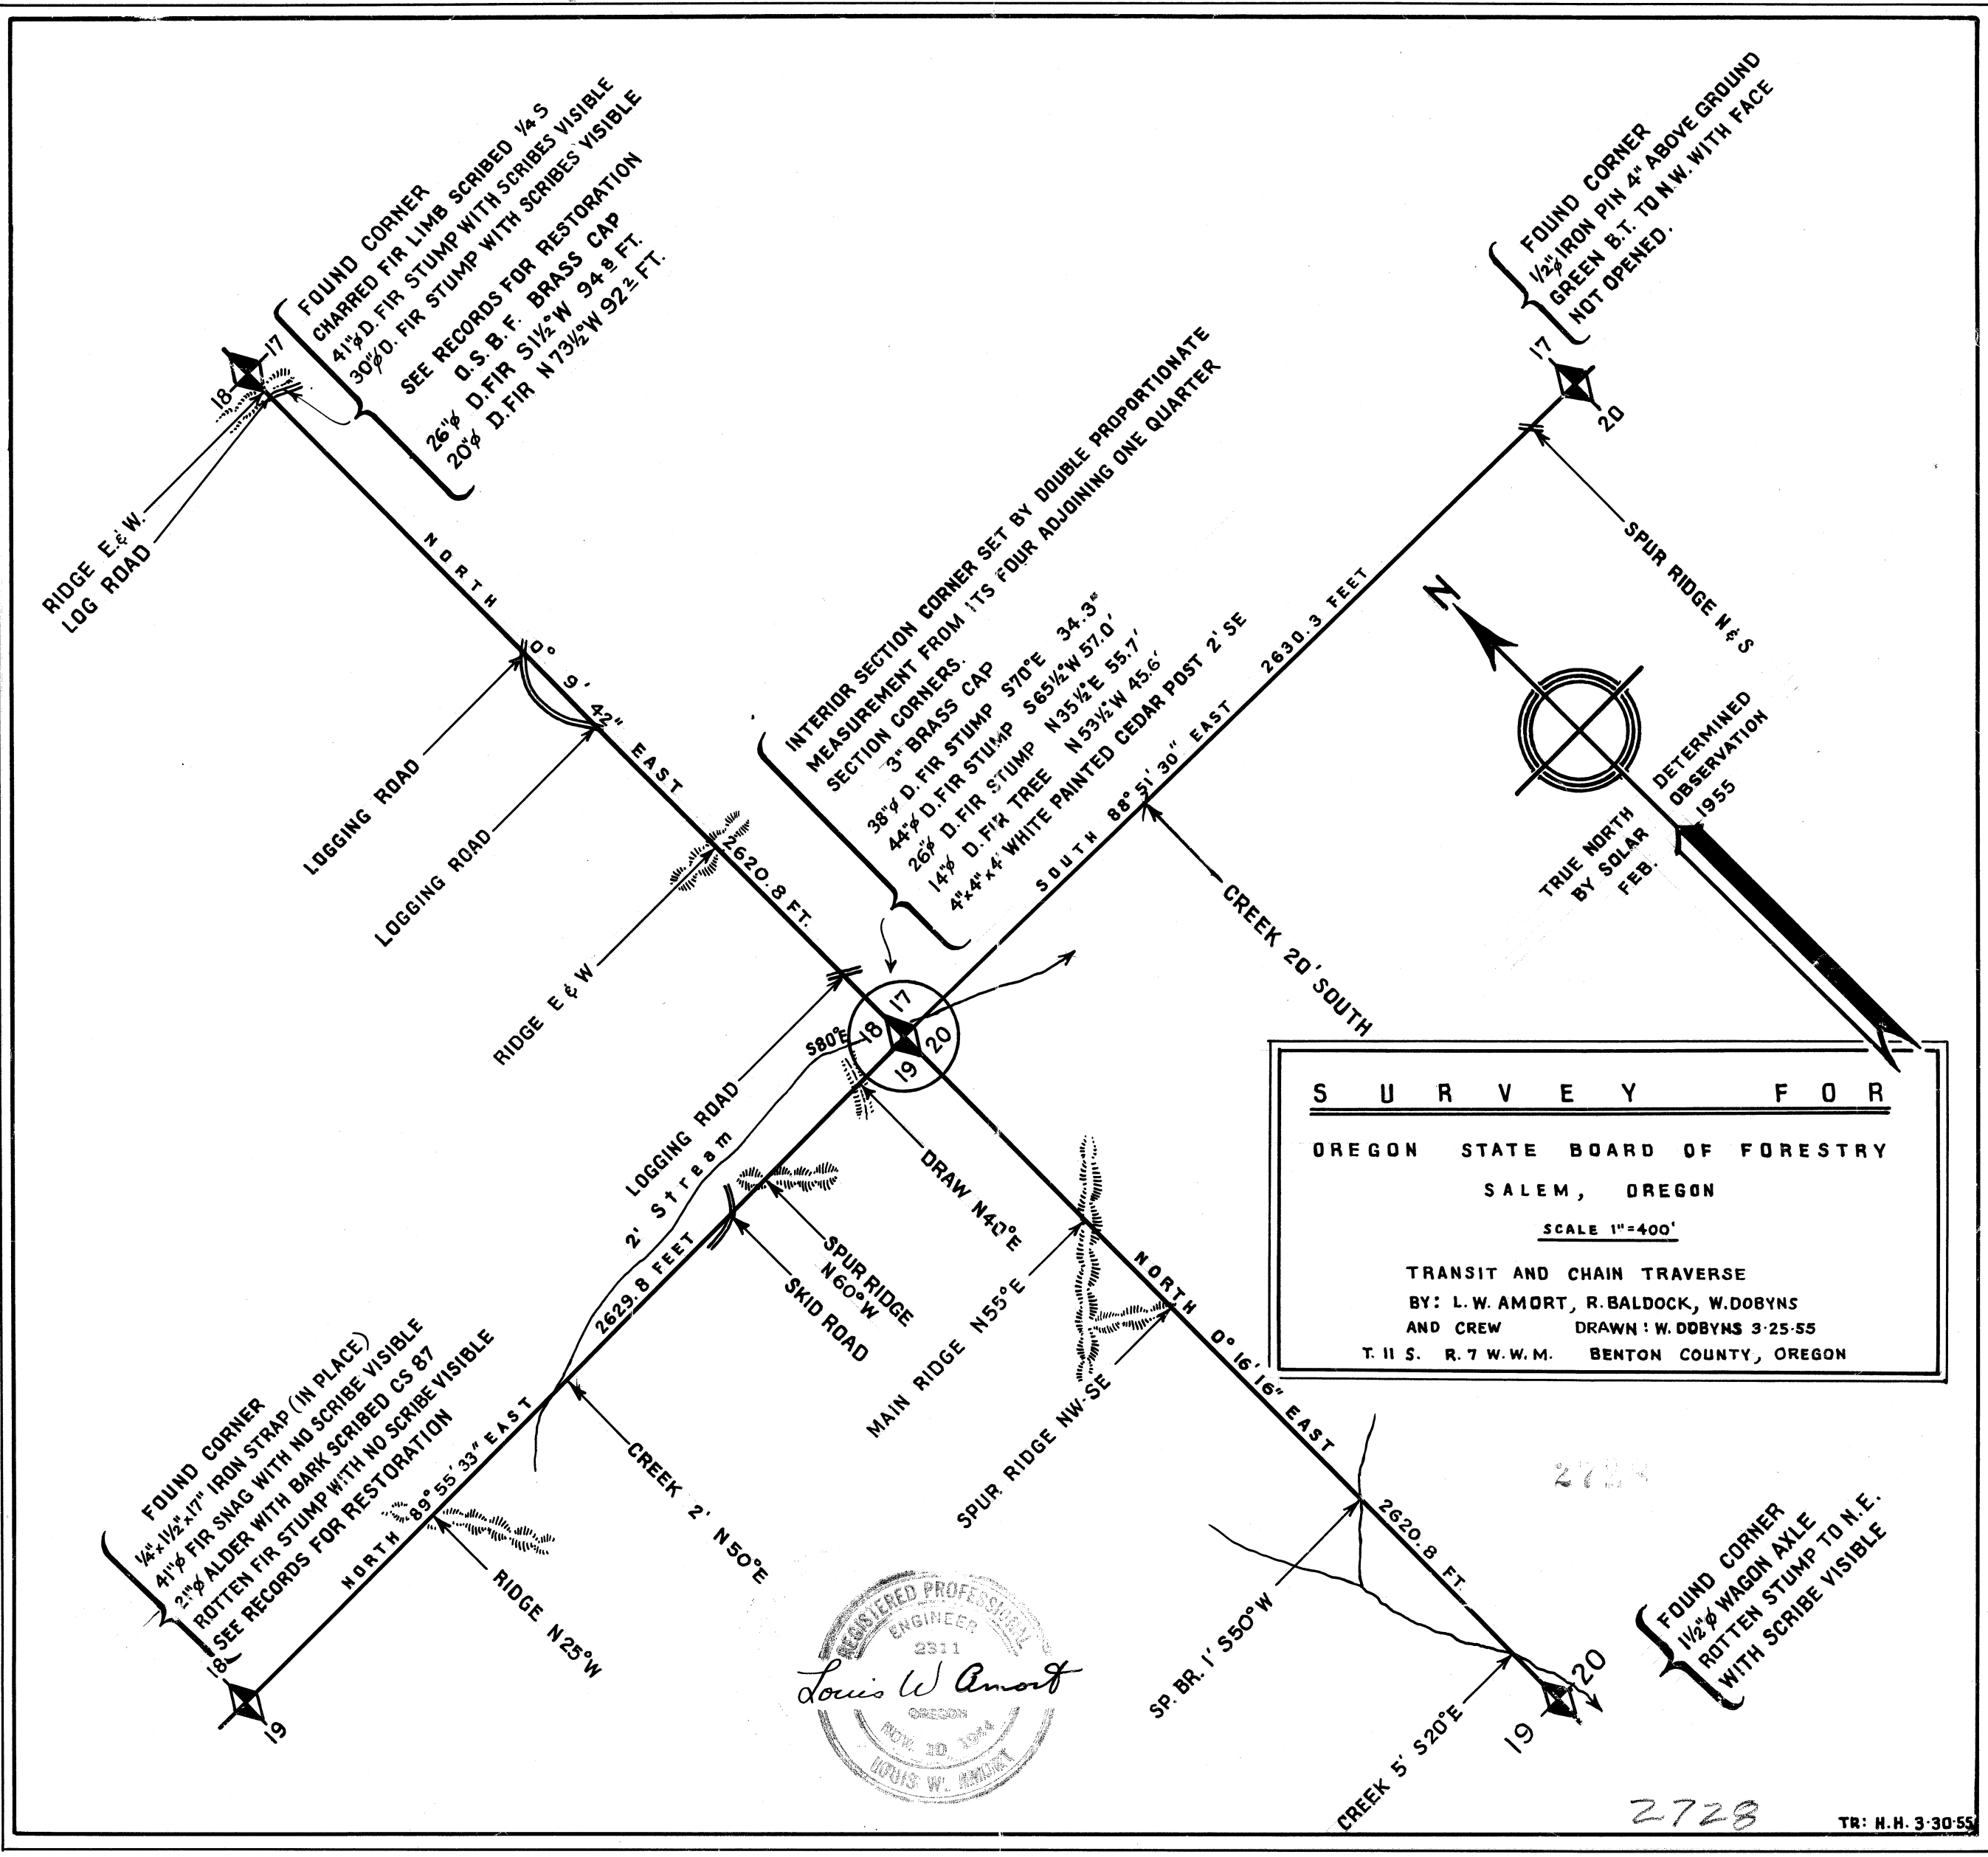 FOUND CORNER
CHARRED FIR LIMB SCRIBED 1/4 S
41"ø D. FIR STUMP WITH SCRIBES VISIBLE
30"ø D. FIR STUMP WITH SCRIBES VISIBLE
SEE RECORDS FOR RESTORATION
O. S. B. F. BRASS CAP
26"ø D. FIR S1½°W 94.8 FT.
20"ø D. FIR N73½°W 92.2 FT.
17
18
RIDGE E. & W.
LOG ROAD
FOUND CORNER
1/2"ø IRON PIN 4" ABOVE GROUND
GREEN B.T. TO N.W. WITH FACE
NOT OPENED.
17
20
SPUR RIDGE N & S
NORTH 0° 9' 42" EAST 2620.8 FT.
LOGGING ROAD
LOGGING ROAD
RIDGE E & W
LOGGING ROAD
INTERIOR SECTION CORNER SET BY DOUBLE PROPORTIONATE
MEASUREMENT FROM ITS FOUR ADJOINING ONE QUARTER
SECTION CORNERS.
3" BRASS CAP
38"ø D. FIR STUMP S70°E 34.3"
44"ø D. FIR STUMP S65½°W 57.0'
26"ø D. FIR STUMP N35½°E 55.7'
14"ø D. FIR TREE N53½°W 45.6'
4"x4"x4' WHITE PAINTED CEDAR POST 2' SE
SOUTH 88° 51' 30" EAST 2630.3 FEET
CREEK 20' SOUTH
N
TRUE NORTH DETERMINED
BY SOLAR OBSERVATION
FEB. 1955
17
18
20
19
S80°E
2' Stream
DRAW N40°E
SPUR RIDGE
N60°W
SKID ROAD
NORTH 89° 55' 33" EAST 2629.8 FEET
CREEK 2' N50°E
RIDGE N25°W
FOUND CORNER
1/4"x1½"x17" IRON STRAP (IN PLACE)
41"ø FIR SNAG WITH NO SCRIBE VISIBLE
21"ø ALDER WITH BARK SCRIBED CS 87
ROTTEN FIR STUMP WITH NO SCRIBE VISIBLE
SEE RECORDS FOR RESTORATION
18
19
MAIN RIDGE N55°E
SPUR RIDGE NW-SE
NORTH 0° 16' 16" EAST 2620.8 FT.
SP. BR. 1' S50°W
CREEK 5' S20°E
20
19
FOUND CORNER
1½"ø WAGON AXLE
ROTTEN STUMP TO N.E.
WITH SCRIBE VISIBLE
SURVEY FOR
OREGON STATE BOARD OF FORESTRY
SALEM, OREGON
SCALE 1"=400'
TRANSIT AND CHAIN TRAVERSE
BY: L.W. AMORT, R. BALDOCK, W. DOBYNS
AND CREW DRAWN: W. DOBYNS 3-25-55
T. 11 S. R. 7 W. W. M. BENTON COUNTY, OREGON
REGISTERED PROFESSIONAL
ENGINEER
2311
Louis W Amort
OREGON
NOV. 10, 1954
LOUIS W. AMORT
2728
TR: H.H. 3-30-55